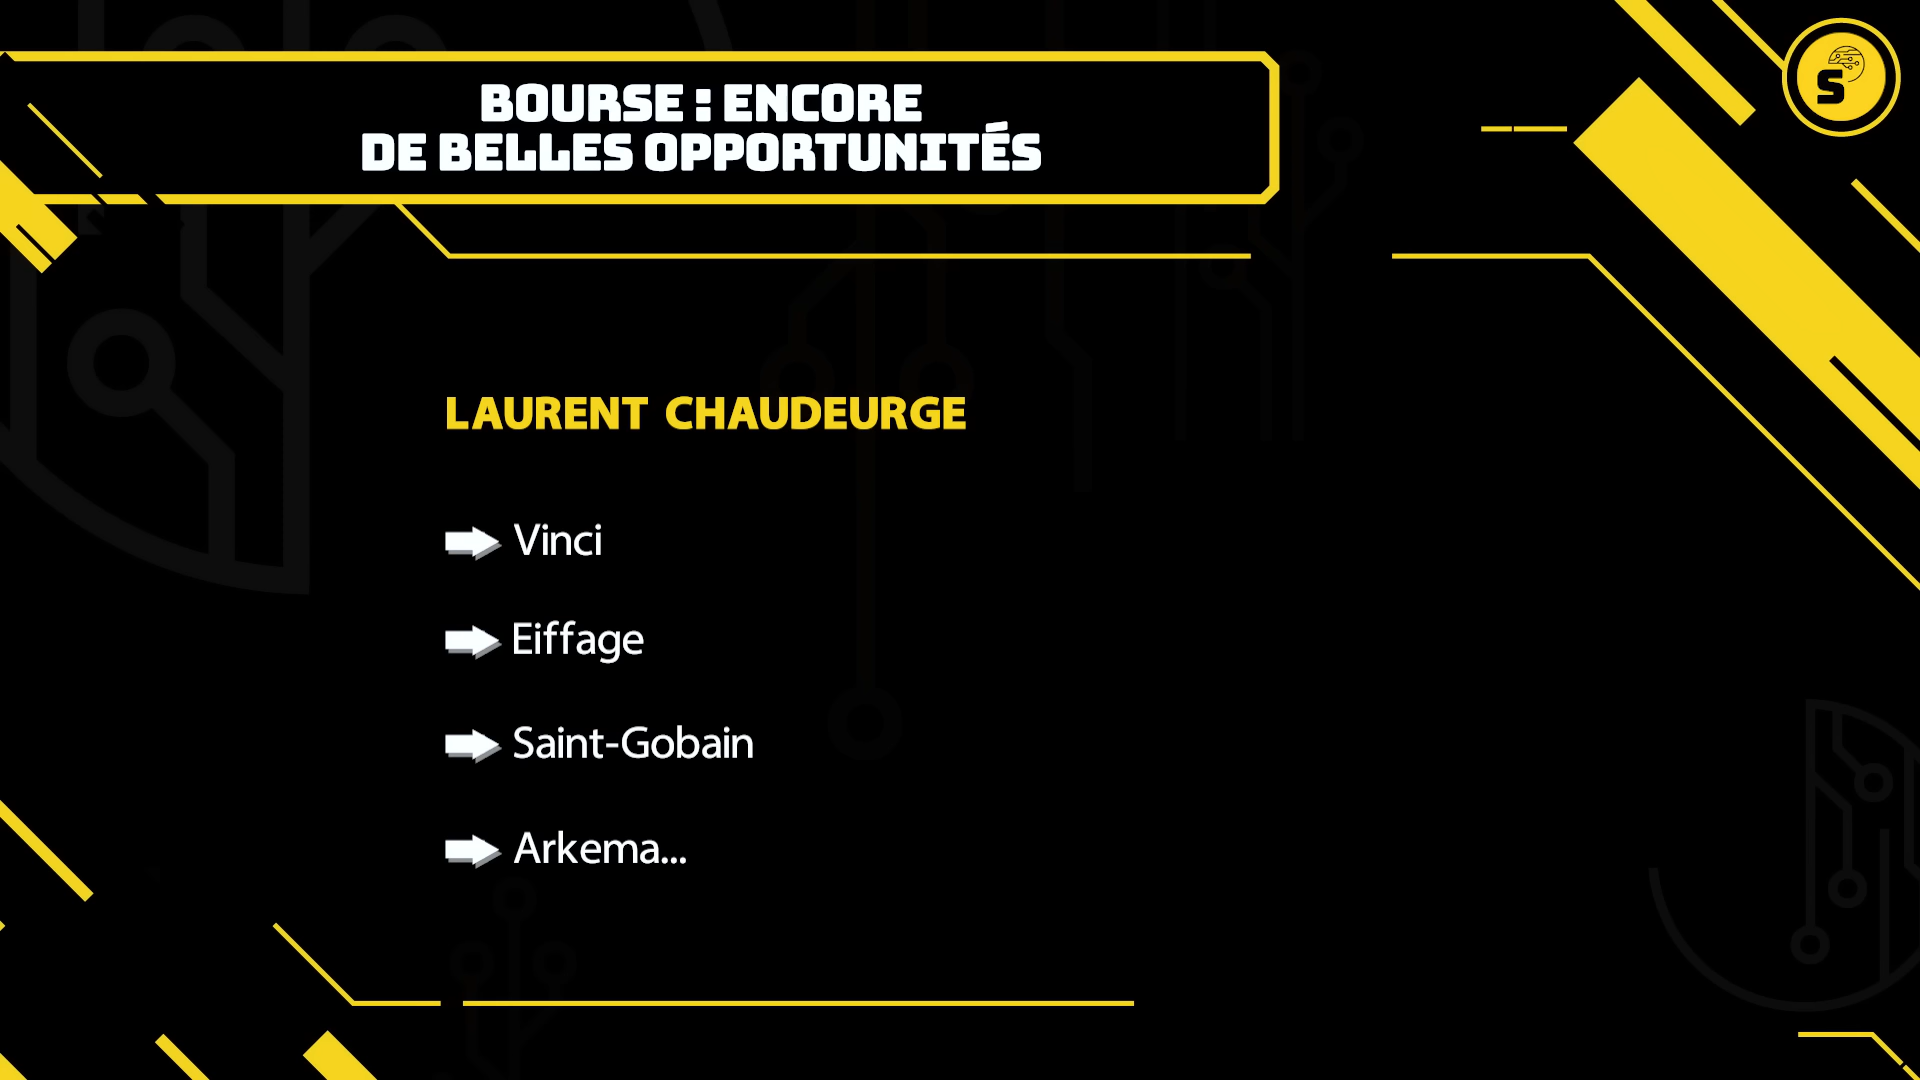 BOURSE : ENCORE
DE BELLES OPPORTUNITÉS
S
LAURENT CHAUDEURGE
Vinci
Eiffage
Saint-Gobain
Arkema...